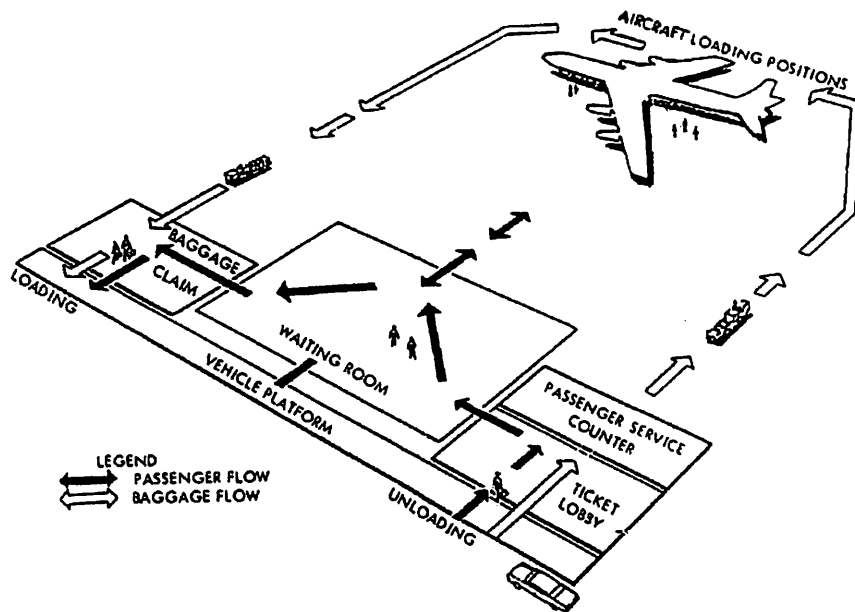 AIRCRAFT LOADING POSITIONS
BAGGAGE
CLAIM
LOADING
WAITING ROOM
VEHICLE PLATFORM
PASSENGER SERVICE
COUNTER
TICKET
LOBBY
UNLOADING
LEGEND
PASSENGER FLOW
BAGGAGE FLOW